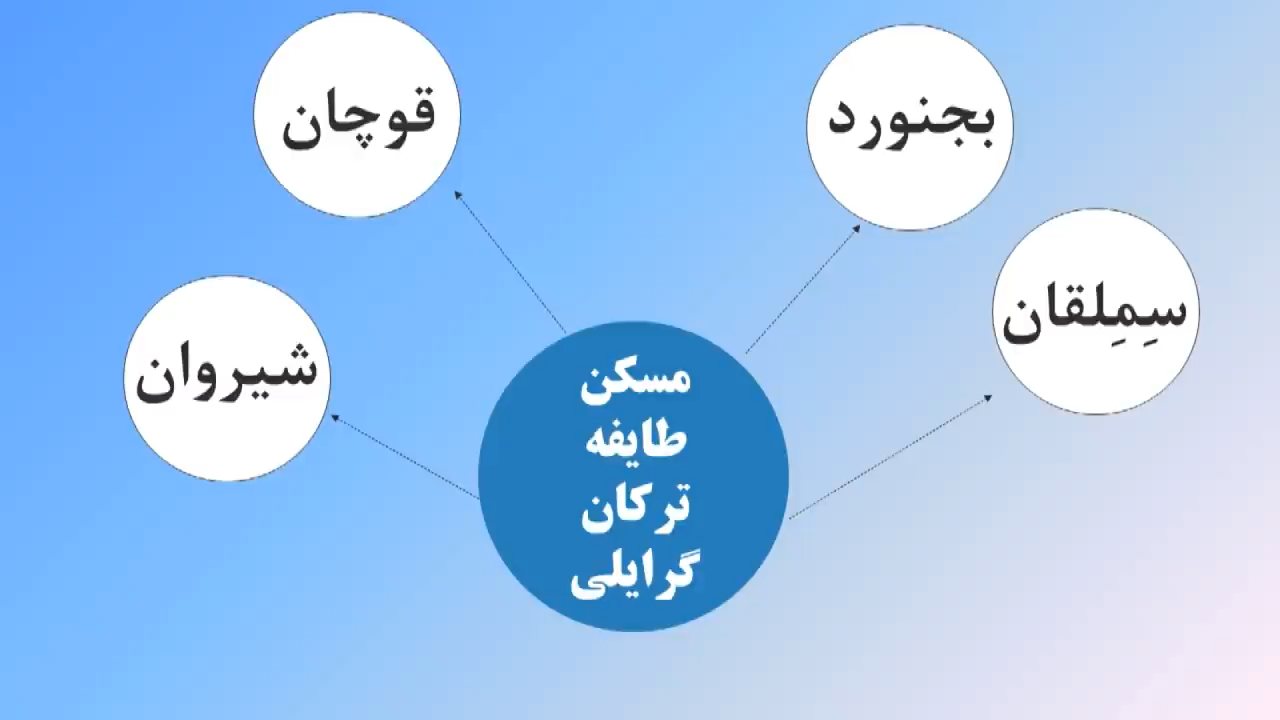 قوچان
بجنورد
سِمِلقان
شیروان
مسکن
طایفه
ترکان
گرایلی